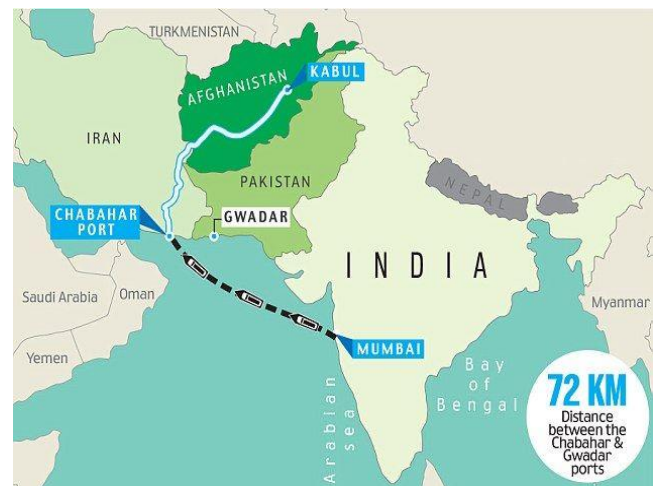 TURKMENISTAN
KABUL
AFGHANISTAN
IRAN
PAKISTAN
NEPAL
CHABAHAR
PORT
GWADAR
INDIA
Saudi Arabia
Oman
Myanmar
MUMBAI
Yemen
Bay
of
Bengal
Arabian
sea
72 KM
Distance
between the
Chabahar &
Gwadar
ports